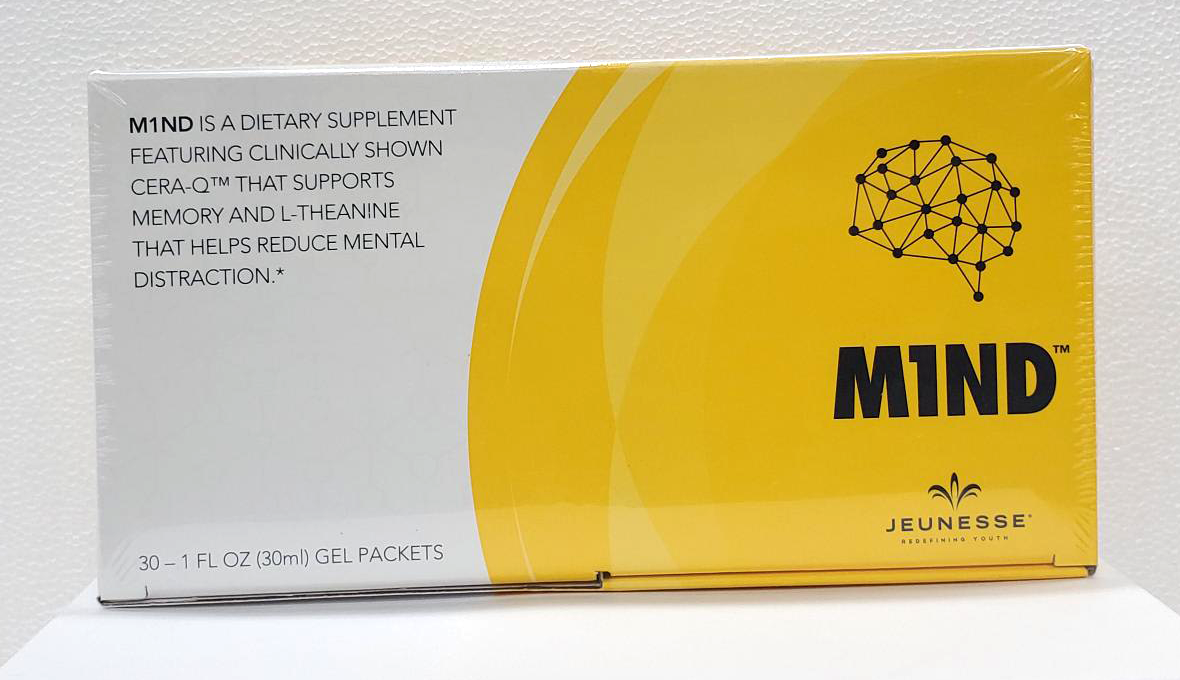 M1ND IS A DIETARY SUPPLEMENT
FEATURING CLINICALLY SHOWN
CERA-Q™ THAT SUPPORTS
MEMORY AND L-THEANINE
THAT HELPS REDUCE MENTAL
DISTRACTION.*
30 – 1 FL OZ (30ml) GEL PACKETS
M1ND™
JEUNESSE®
REDEFINING YOUTH